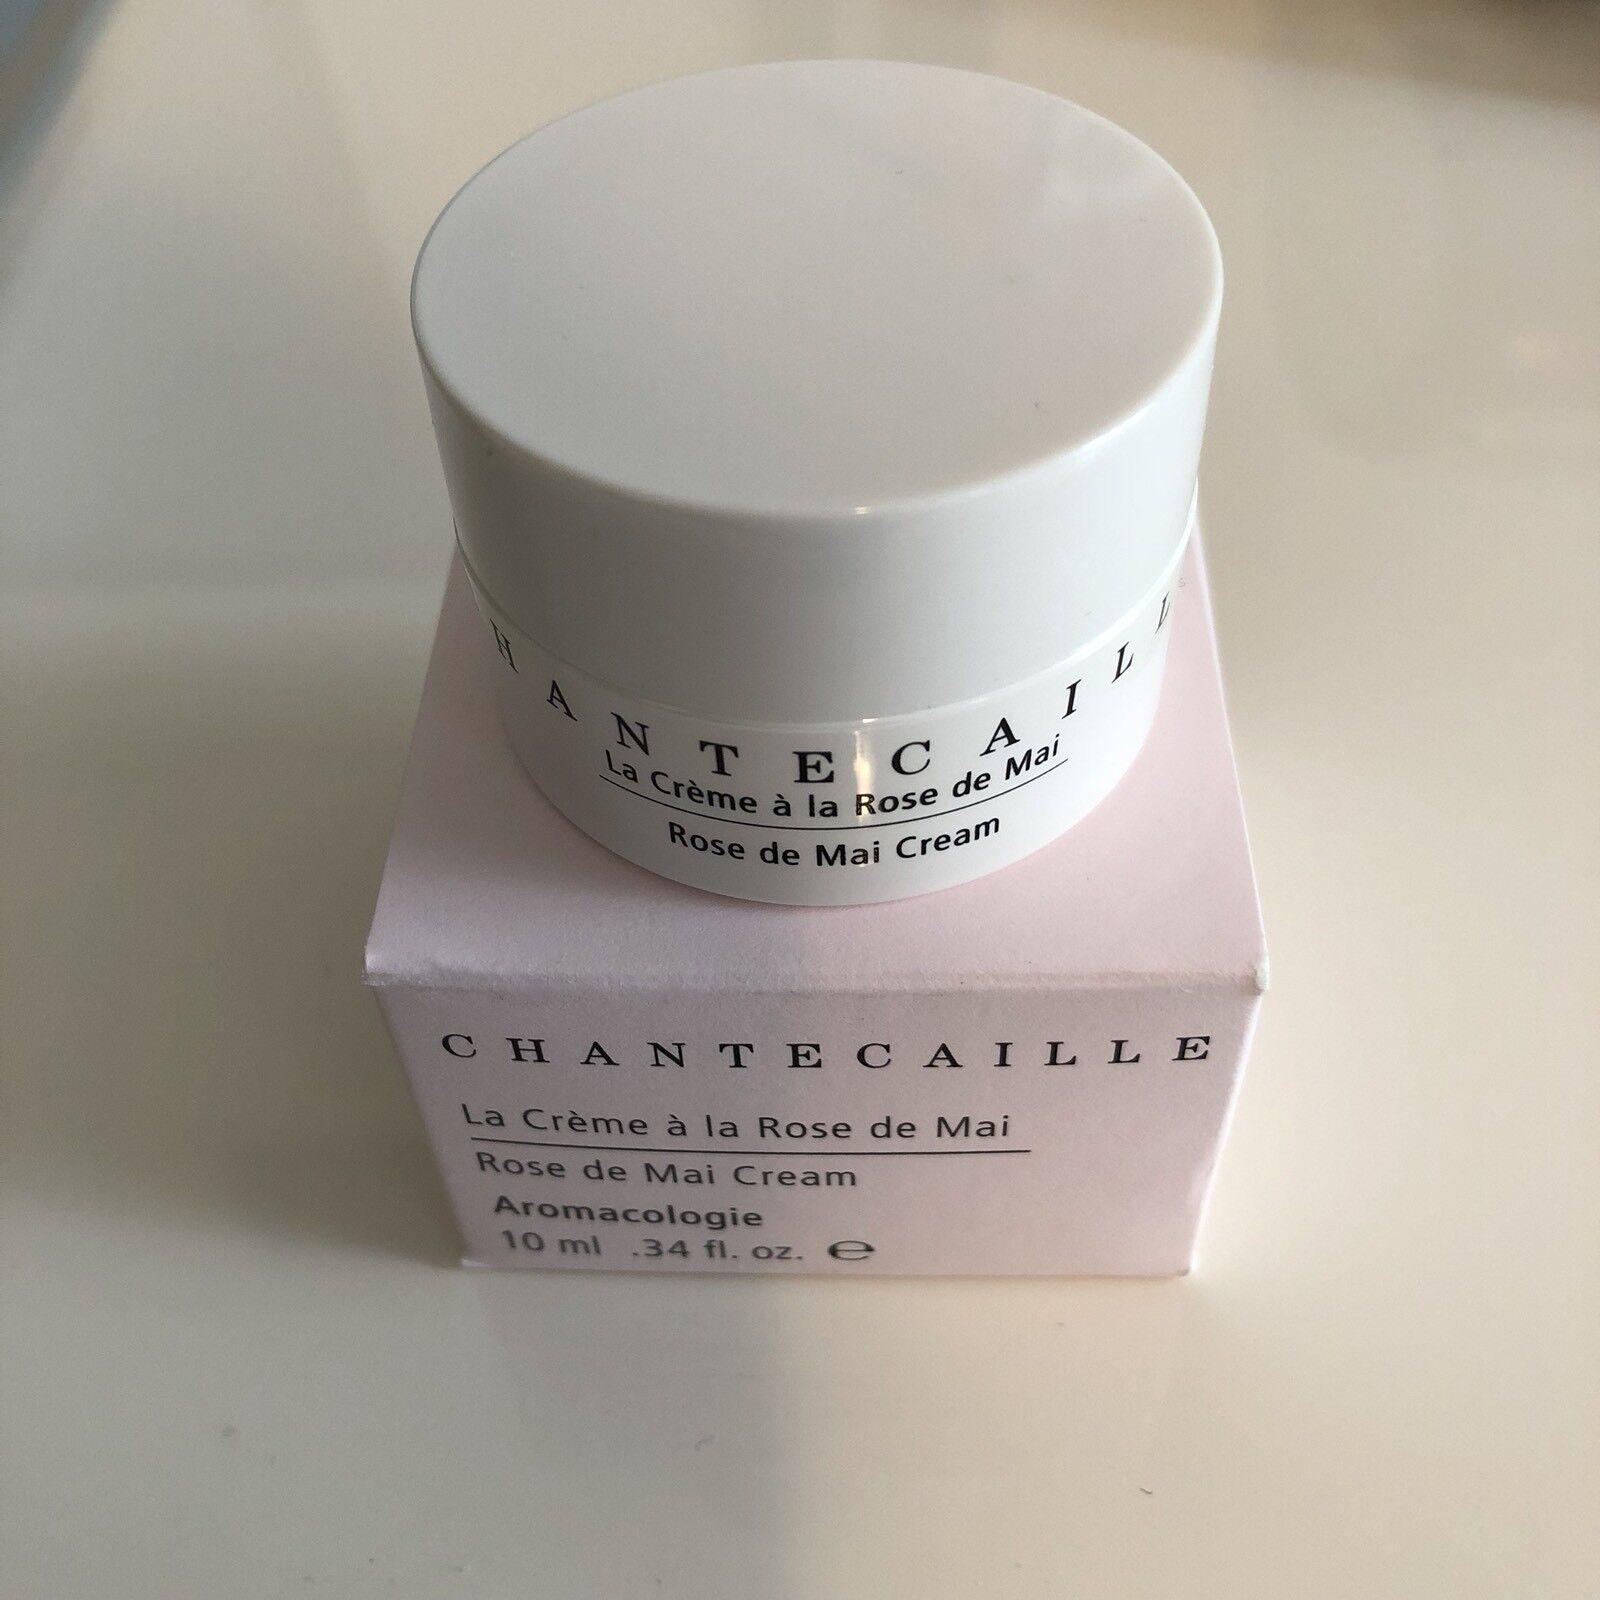 HANTECAILL
La Crème à la Rose de Mai
Rose de Mai Cream
CHANTECAILLE
La Crème à la Rose de Mai
Rose de Mai Cream
Aromacologie
10 ml .34 fl. oz. ℮